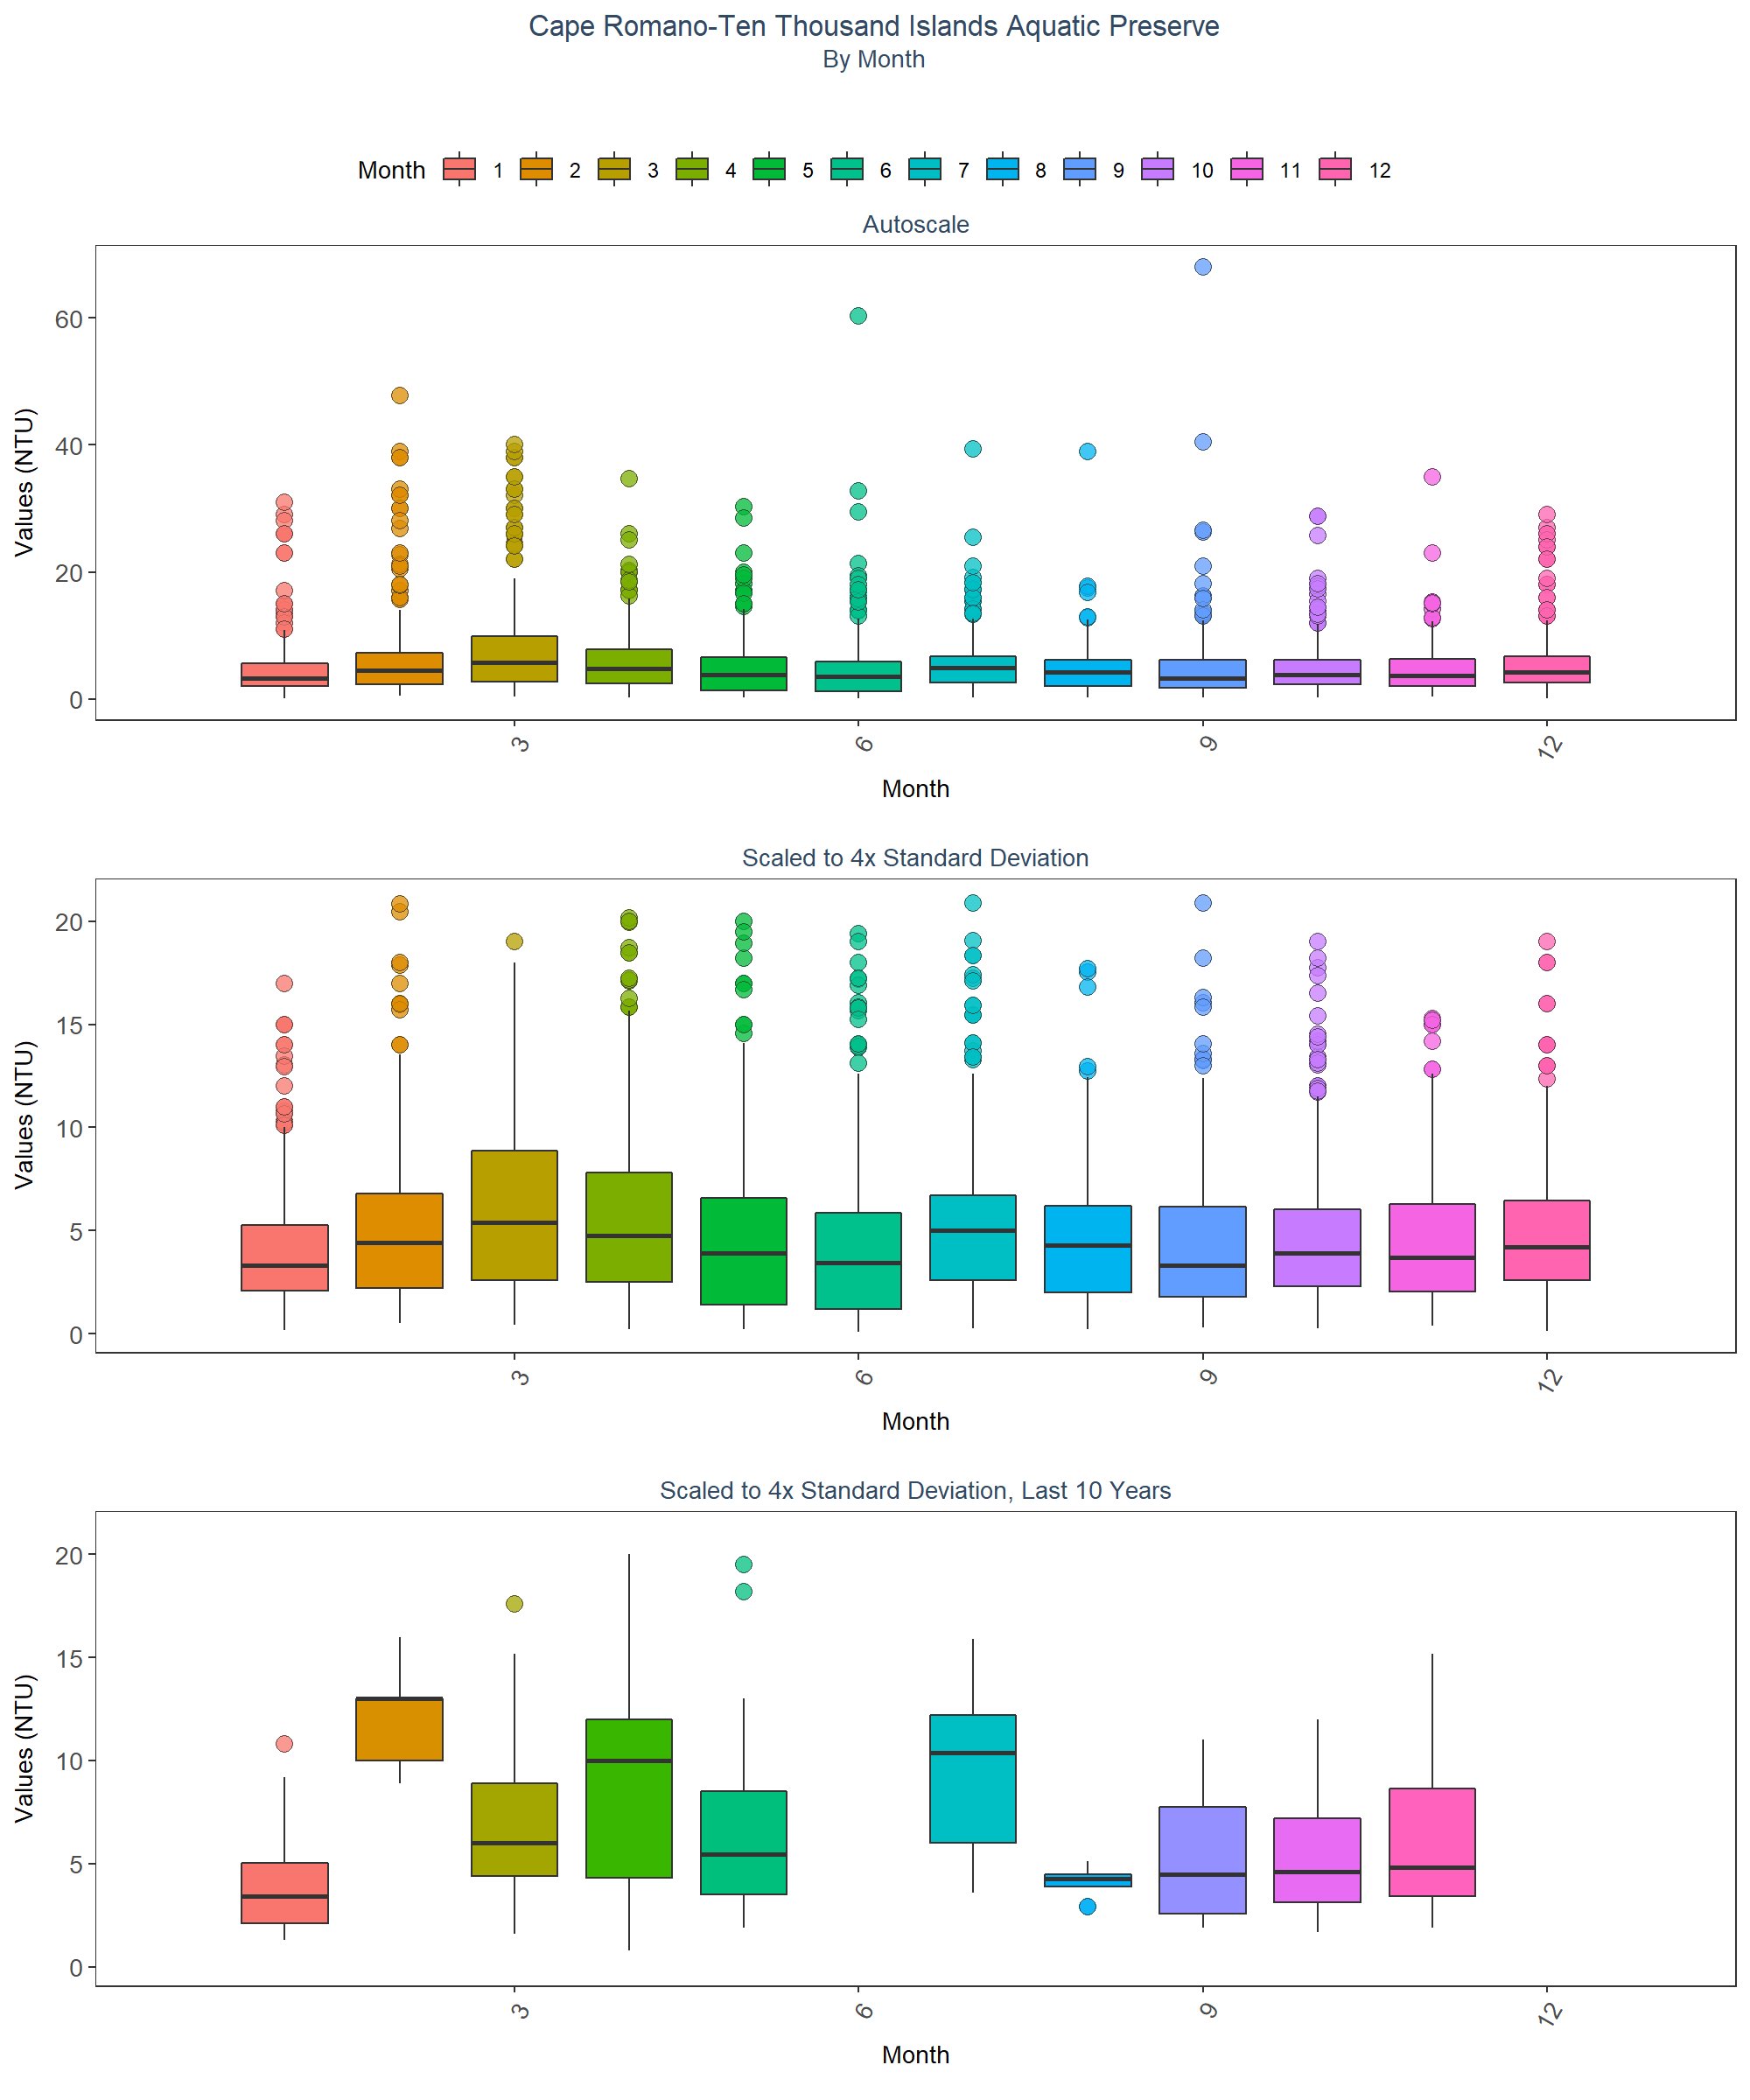 Cape Romano-Ten Thousand Islands Aquatic Preserve
By Month
Month 1 2 3 4 5 6 7 8 9 10 11 12
Autoscale
Values (NTU)
60
40
20
0
3 6 9 12
Month
Scaled to 4x Standard Deviation
Values (NTU)
20
15
10
5
0
3 6 9 12
Month
Scaled to 4x Standard Deviation, Last 10 Years
Values (NTU)
20
15
10
5
0
3 6 9 12
Month